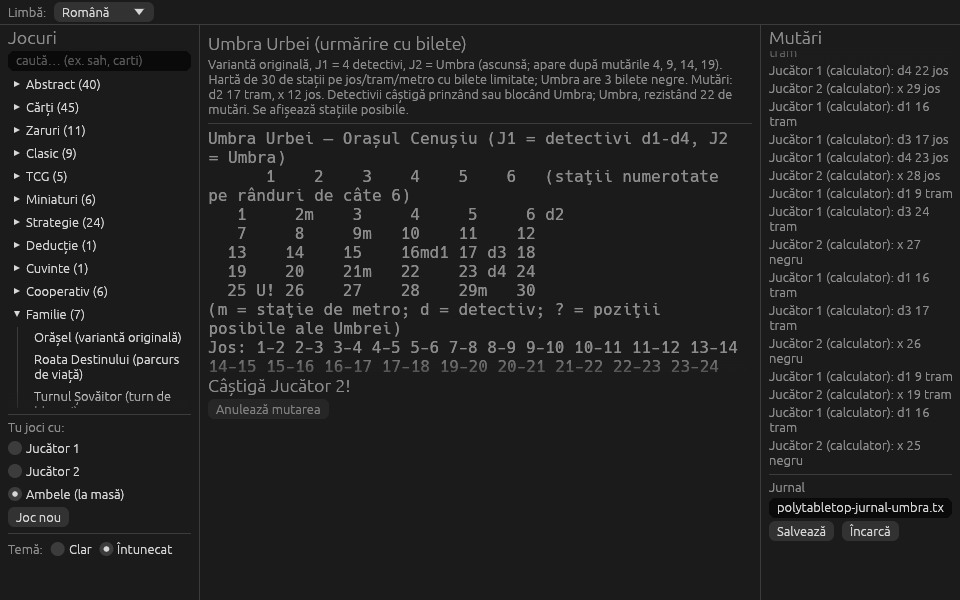 Limbă: Română
Jocuri
caută... (ex. sah, carti)
Abstract (40)
Cărți (45)
Zaruri (11)
Clasic (9)
TCG (5)
Miniaturi (6)
Strategie (24)
Deducție (1)
Cuvinte (1)
Cooperativ (6)
Familie (7)
Orășel (variantă originală)
Roata Destinului (parcurs
de viață)
Turnul Șovăitor (turn de
Tu joci cu:
Jucător 1
Jucător 2
Ambele (la masă)
Joc nou
Temă: Clar Întunecat
Umbra Urbei (urmărire cu bilete)
Variantă originală, J1 = 4 detectivi, J2 = Umbra (ascunsă; apare după mutările 4, 9, 14, 19).
Hartă de 30 de stații pe jos/tram/metro cu bilete limitate; Umbra are 3 bilete negre. Mutări:
d2 17 tram, x 12 jos. Detectivii câștigă prinzând sau blocând Umbra; Umbra, rezistând 22 de
mutări. Se afișează stațiile posibile.
Umbra Urbei — Orașul Cenușiu (J1 = detectivi d1-d4, J2
= Umbra)
1 2 3 4 5 6 (staţii numerotate
pe rânduri de câte 6)
1 2m 3 4 5 6 d2
7 8 9m 10 11 12
13 14 15 16md1 17 d3 18
19 20 21m 22 23 d4 24
25 U! 26 27 28 29m 30
(m = staţie de metro; d = detectiv; ? = poziţii
posibile ale Umbrei)
Jos: 1-2 2-3 3-4 4-5 5-6 7-8 8-9 9-10 10-11 11-12 13-14
14-15 15-16 16-17 17-18 19-20 20-21 21-22 22-23 23-24
Câștigă Jucător 2!
Anulează mutarea
Mutări
tram
Jucător 1 (calculator): d4 22 jos
Jucător 2 (calculator): x 29 jos
Jucător 1 (calculator): d1 16
tram
Jucător 1 (calculator): d3 17 jos
Jucător 1 (calculator): d4 23 jos
Jucător 2 (calculator): x 28 jos
Jucător 1 (calculator): d1 9 tram
Jucător 1 (calculator): d3 24
tram
Jucător 2 (calculator): x 27
negru
Jucător 1 (calculator): d1 16
tram
Jucător 1 (calculator): d3 17
tram
Jucător 2 (calculator): x 26
negru
Jucător 1 (calculator): d1 9 tram
Jucător 2 (calculator): x 19 tram
Jucător 1 (calculator): d1 16
tram
Jucător 2 (calculator): x 25
negru
Jurnal
polytabletop-jurnal-umbra.tx
Salvează Încarcă